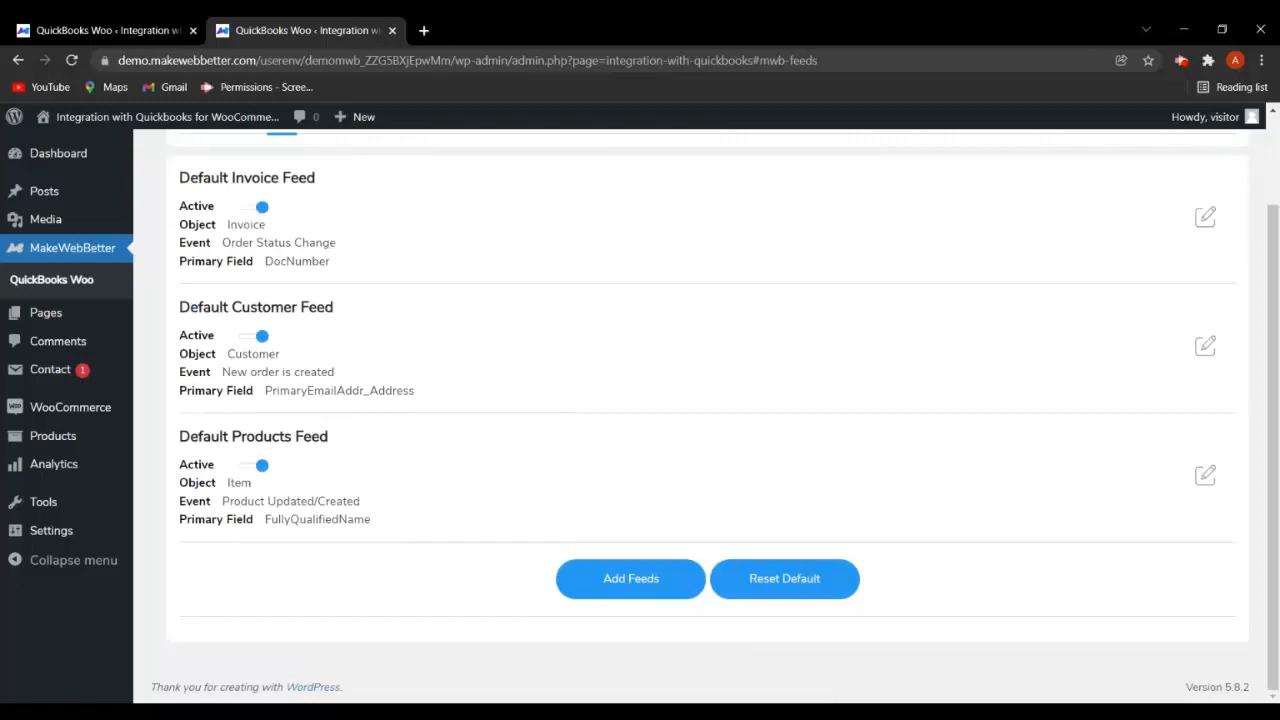 QuickBooks Woo ‹ Integration wi
QuickBooks Woo ‹ Integration wi
demo.makewebbetter.com/userenv/demomwb_ZZG5BXjEpwMm/wp-admin/admin.php?page=integration-with-quickbooks#mwb-feeds
A
YouTube
Maps
Gmail
Permissions - Scree...
Reading list
Integration with Quickbooks for WooComme...
0
New
Howdy, visitor
Dashboard
Posts
Media
MakeWebBetter
QuickBooks Woo
Pages
Comments
Contact 1
WooCommerce
Products
Analytics
Tools
Settings
Collapse menu
Default Invoice Feed
Active
Object Invoice
Event Order Status Change
Primary Field DocNumber
Default Customer Feed
Active
Object Customer
Event New order is created
Primary Field PrimaryEmailAddr_Address
Default Products Feed
Active
Object Item
Event Product Updated/Created
Primary Field FullyQualifiedName
Add Feeds
Reset Default
Thank you for creating with WordPress.
Version 5.8.2